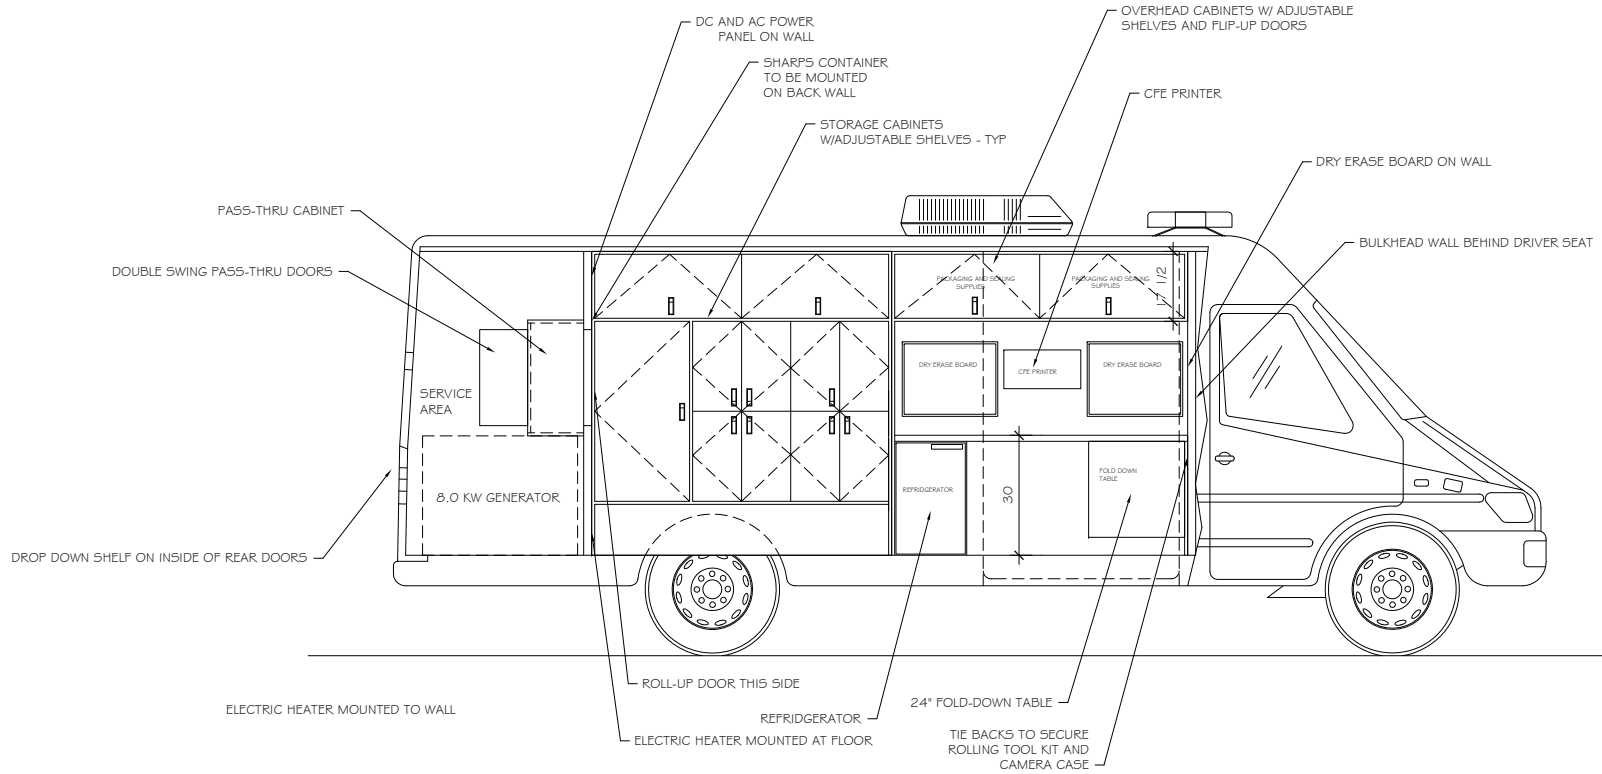 DC AND AC POWER
PANEL ON WALL
OVERHEAD CABINETS W/ ADJUSTABLE
SHELVES AND FLIP-UP DOORS
SHARPS CONTAINER
TO BE MOUNTED
ON BACK WALL
CFE PRINTER
STORAGE CABINETS
W/ADJUSTABLE SHELVES - TYP
DRY ERASE BOARD ON WALL
PASS-THRU CABINET
BULKHEAD WALL BEHIND DRIVER SEAT
DOUBLE SWING PASS-THRU DOORS
PACKAGING AND SEALING
SUPPLIES
PACKAGING AND SEALING
SUPPLIES
17 1/2
DRY ERASE BOARD
CFE PRINTER
DRY ERASE BOARD
SERVICE
AREA
8.0 KW GENERATOR
REFRIDGERATOR
30
FOLD DOWN
TABLE
DROP DOWN SHELF ON INSIDE OF REAR DOORS
ROLL-UP DOOR THIS SIDE
ELECTRIC HEATER MOUNTED TO WALL
REFRIDGERATOR
24" FOLD-DOWN TABLE
ELECTRIC HEATER MOUNTED AT FLOOR
TIE BACKS TO SECURE
ROLLING TOOL KIT AND
CAMERA CASE